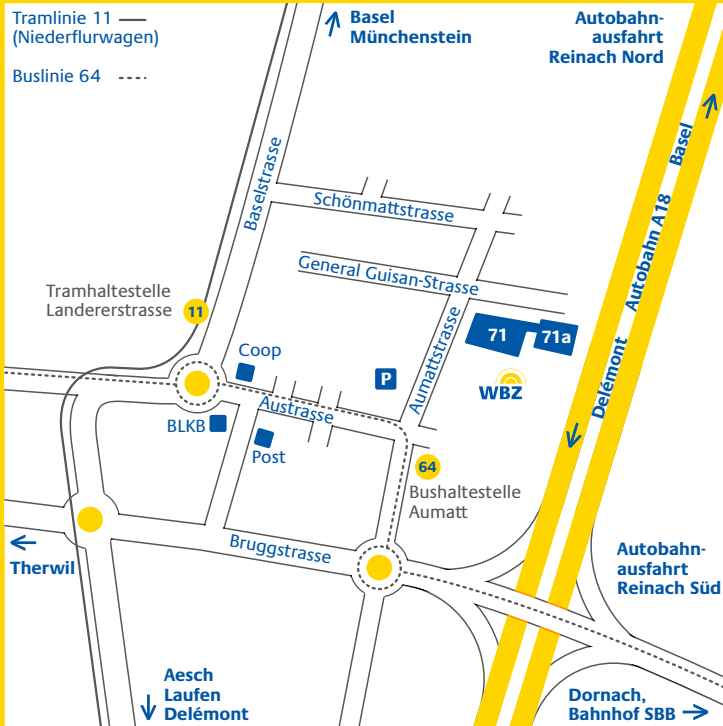 Tramlinie 11
(Niederflurwagen)
Buslinie 64
Basel
Münchenstein
Autobahn-
ausfahrt
Reinach Nord
Baselstrasse
Schönmattstrasse
General Guisan-Strasse
Aumattstrasse
Delémont Autobahn A18 Basel
Tramhaltestelle
Landererstrasse
11
71
71a
WBZ
Coop
P
Austrasse
BLKB
Post
64
Bushaltestelle
Aumatt
Bruggstrasse
Therwil
Autobahn-
ausfahrt
Reinach Süd
Aesch
Laufen
Delémont
Dornach,
Bahnhof SBB